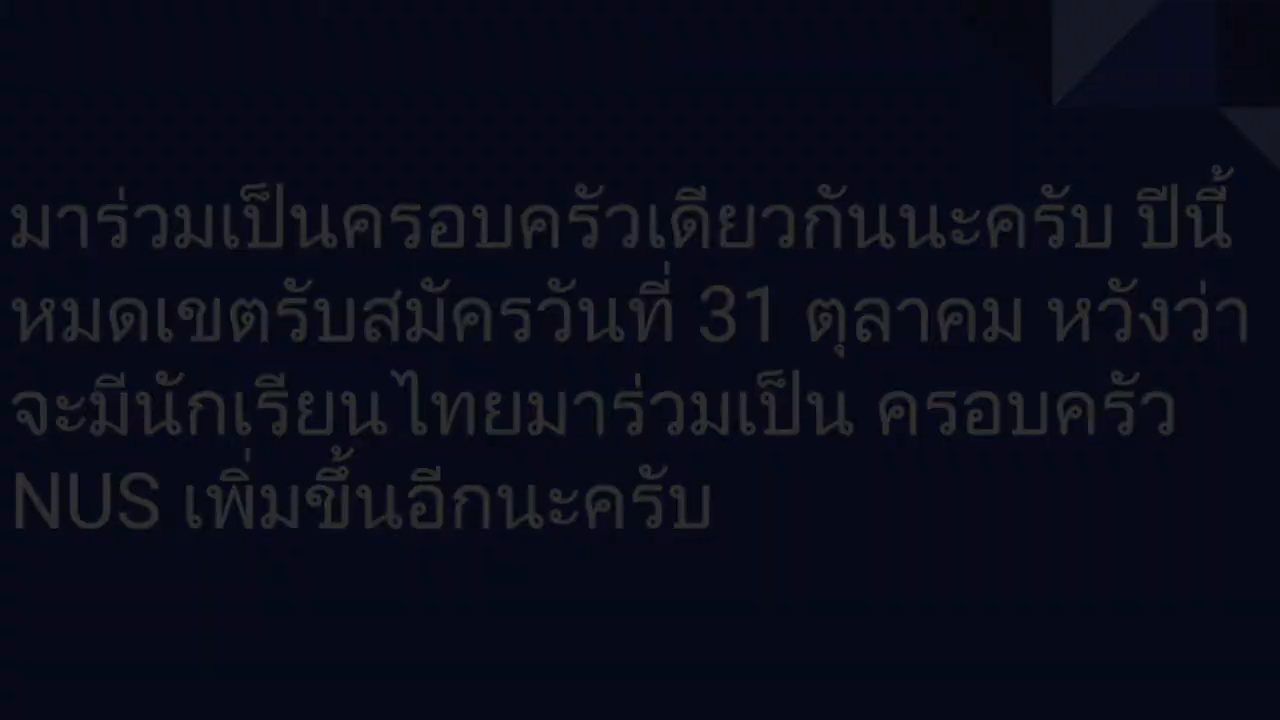 มาร่วมเป็นครอบครัวเดียวกันนะครับ ปีนี้
หมดเขตรับสมัครวันที่ 31 ตุลาคม หวังว่า
จะมีนักเรียนไทยมาร่วมเป็น ครอบครัว
NUS เพิ่มขึ้นอีกนะครับ